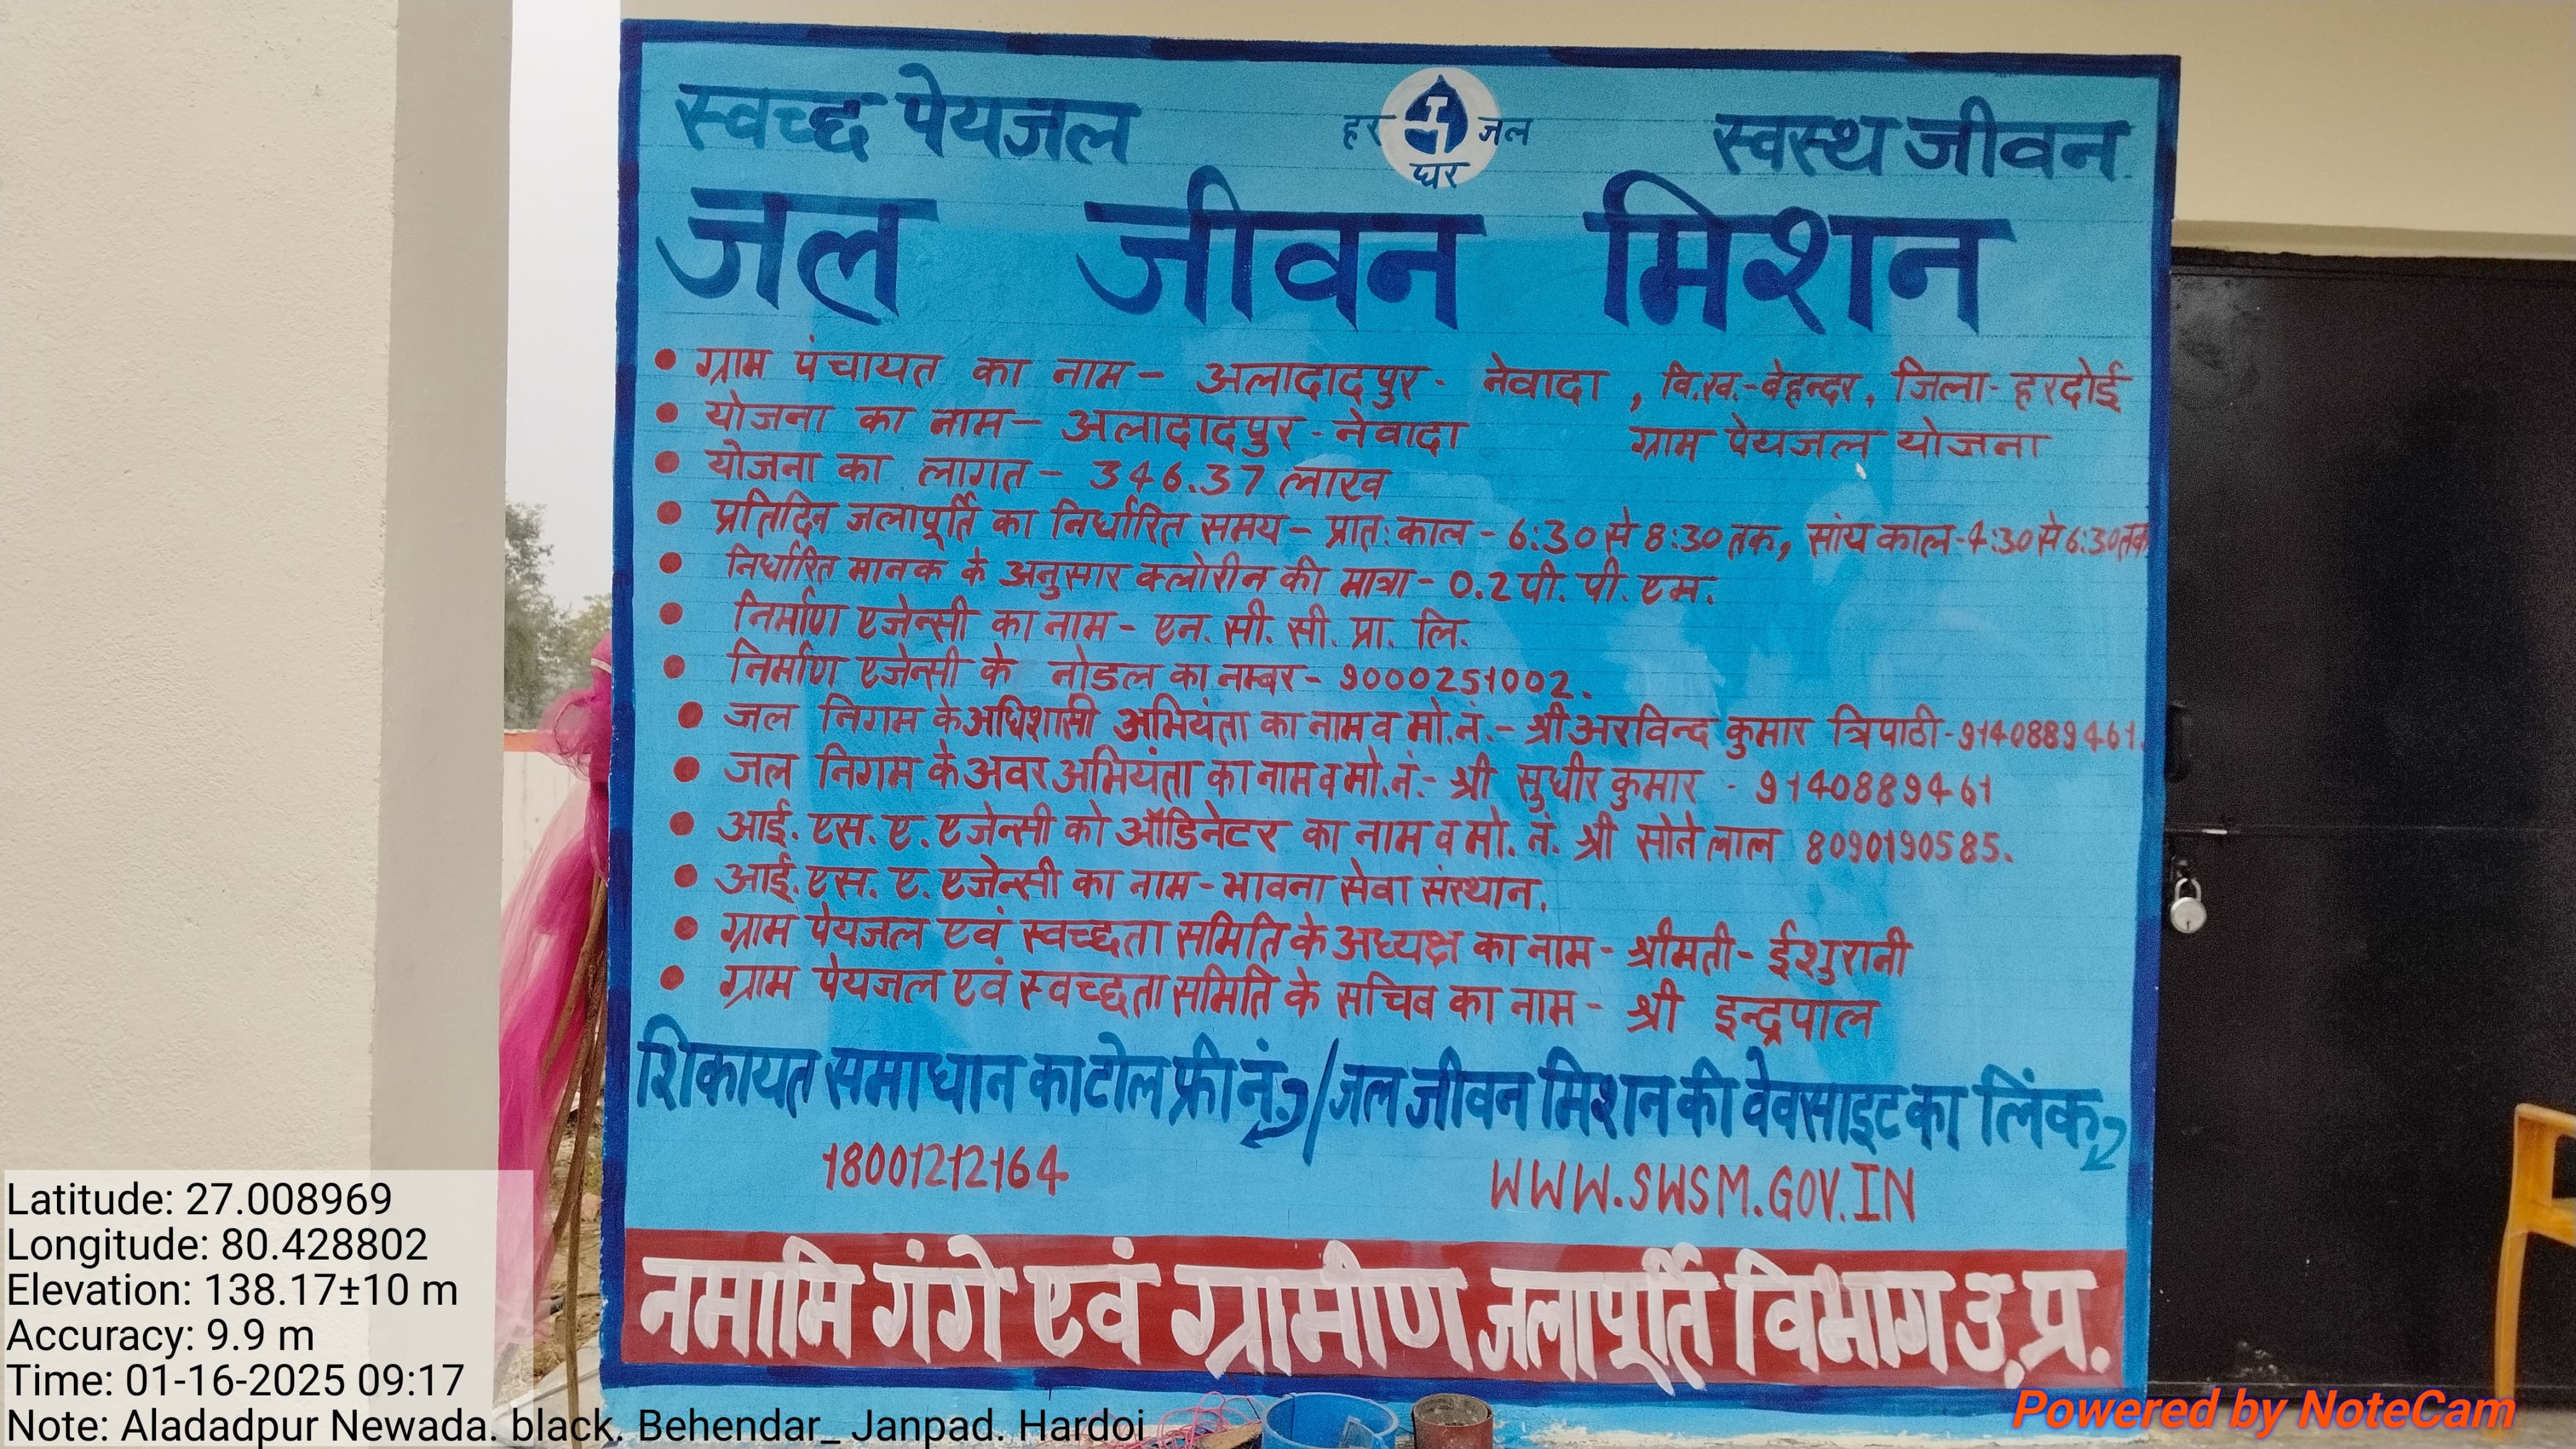 स्वच्छ पेयजल हर घर जल स्वस्थ जीवन
जल जीवन मिशन
• ग्राम पंचायत का नाम - अलादादपुर - नेवादा , वि.ख.-बेहन्दर, जिला- हरदोई
• योजना का नाम - अलादादपुर - नेवादा ग्राम पेयजल योजना
• योजना का लागत - 346.37 लाख
• प्रतिदिन जलापूर्ति का निर्धारित समय - प्रातःकाल - 6:30 से 8:30 तक, सांय काल - 4:30 से 6:30 तक
• निर्धारित मानक के अनुसार क्लोरीन की मात्रा - 0.2 पी. पी. एम.
• निर्माण एजेन्सी का नाम - एन. सी. सी. प्रा. लि.
• निर्माण एजेन्सी के नोडल का नम्बर - 9000251002.
• जल निगम के अधिशासी अभियंता का नाम व मो.नं. - श्री अरविन्द कुमार त्रिपाठी - 9140889461.
• जल निगम के अवर अभियंता का नाम व मो.नं. - श्री सुधीर कुमार - 9140889461
• आई. एस. ए. एजेन्सी को ऑडिनेटर का नाम व मो. नं. श्री सोने लाल 8090190585.
• आई. एस. ए. एजेन्सी का नाम - भावना सेवा संस्थान.
• ग्राम पेयजल एवं स्वच्छता समिति के अध्यक्ष का नाम - श्रीमती - ईशुरानी
• ग्राम पेयजल एवं स्वच्छता समिति के सचिव का नाम - श्री इन्द्रपाल
शिकायत समाधान का टोल फ्री नं. / जल जीवन मिशन की वेवसाइट का लिंक
18001212164 WWW.SWSM.GOV.IN
नमामि गंगे एवं ग्रामीण जलापूर्ति विभाग उ.प्र.
Latitude: 27.008969
Longitude: 80.428802
Elevation: 138.17±10 m
Accuracy: 9.9 m
Time: 01-16-2025 09:17
Note: Aladadpur Newada. black. Behendar_ Janpad. Hardoi
Powered by NoteCam